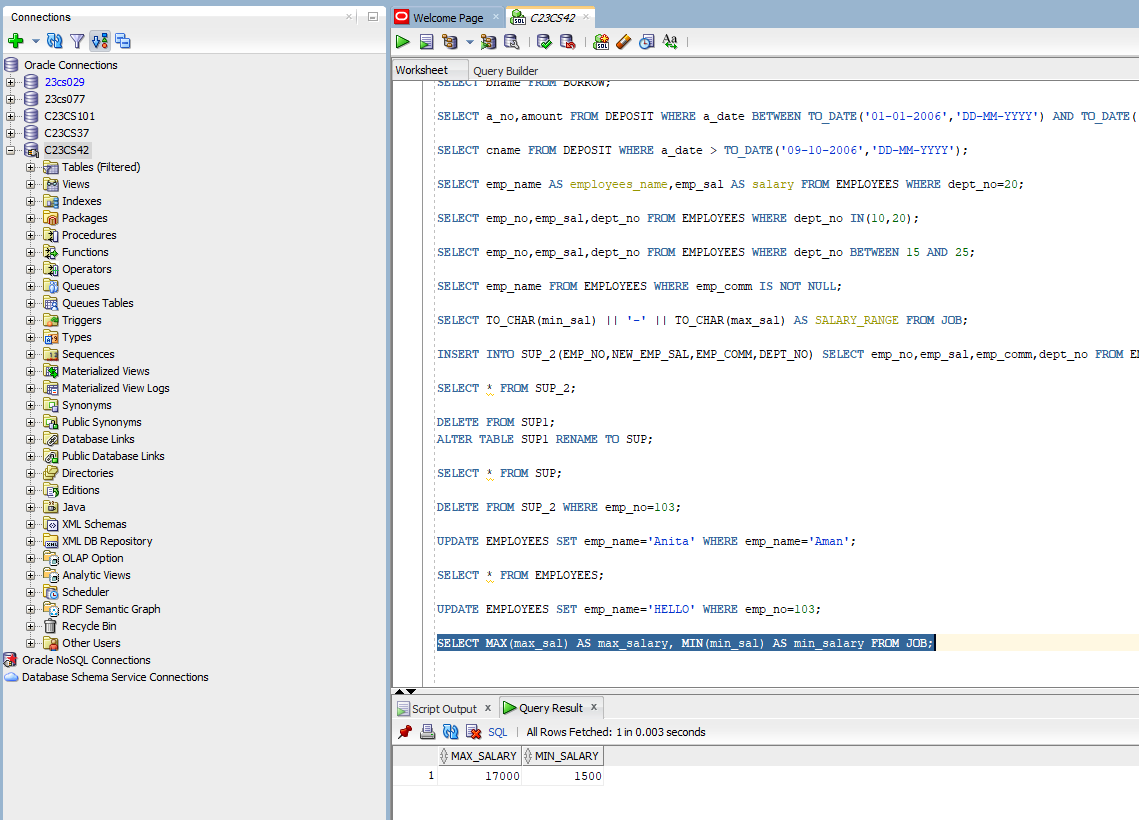 Connections
Oracle Connections
23cs029
23cs077
C23CS101
C23CS37
C23CS42
Tables (Filtered)
Views
Indexes
Packages
Procedures
Functions
Operators
Queues
Queues Tables
Triggers
Types
Sequences
Materialized Views
Materialized View Logs
Synonyms
Public Synonyms
Database Links
Public Database Links
Directories
Editions
Java
XML Schemas
XML DB Repository
OLAP Option
Analytic Views
Scheduler
RDF Semantic Graph
Recycle Bin
Other Users
Oracle NoSQL Connections
Database Schema Service Connections
Welcome Page C23CS42
Worksheet Query Builder
SELECT bname FROM BORROW;
SELECT a_no,amount FROM DEPOSIT WHERE a_date BETWEEN TO_DATE('01-01-2006','DD-MM-YYYY') AND TO_DATE(
SELECT cname FROM DEPOSIT WHERE a_date > TO_DATE('09-10-2006','DD-MM-YYYY');
SELECT emp_name AS employees_name,emp_sal AS salary FROM EMPLOYEES WHERE dept_no=20;
SELECT emp_no,emp_sal,dept_no FROM EMPLOYEES WHERE dept_no IN(10,20);
SELECT emp_no,emp_sal,dept_no FROM EMPLOYEES WHERE dept_no BETWEEN 15 AND 25;
SELECT emp_name FROM EMPLOYEES WHERE emp_comm IS NOT NULL;
SELECT TO_CHAR(min_sal) || '-' || TO_CHAR(max_sal) AS SALARY_RANGE FROM JOB;
INSERT INTO SUP_2(EMP_NO,NEW_EMP_SAL,EMP_COMM,DEPT_NO) SELECT emp_no,emp_sal,emp_comm,dept_no FROM
SELECT * FROM SUP_2;
DELETE FROM SUP1;
ALTER TABLE SUP1 RENAME TO SUP;
SELECT * FROM SUP;
DELETE FROM SUP_2 WHERE emp_no=103;
UPDATE EMPLOYEES SET emp_name='Anita' WHERE emp_name='Aman';
SELECT * FROM EMPLOYEES;
UPDATE EMPLOYEES SET emp_name='HELLO' WHERE emp_no=103;
SELECT MAX(max_sal) AS max_salary, MIN(min_sal) AS min_salary FROM JOB;
Script Output Query Result
SQL All Rows Fetched: 1 in 0.003 seconds
MAX_SALARY MIN_SALARY
1 17000 1500